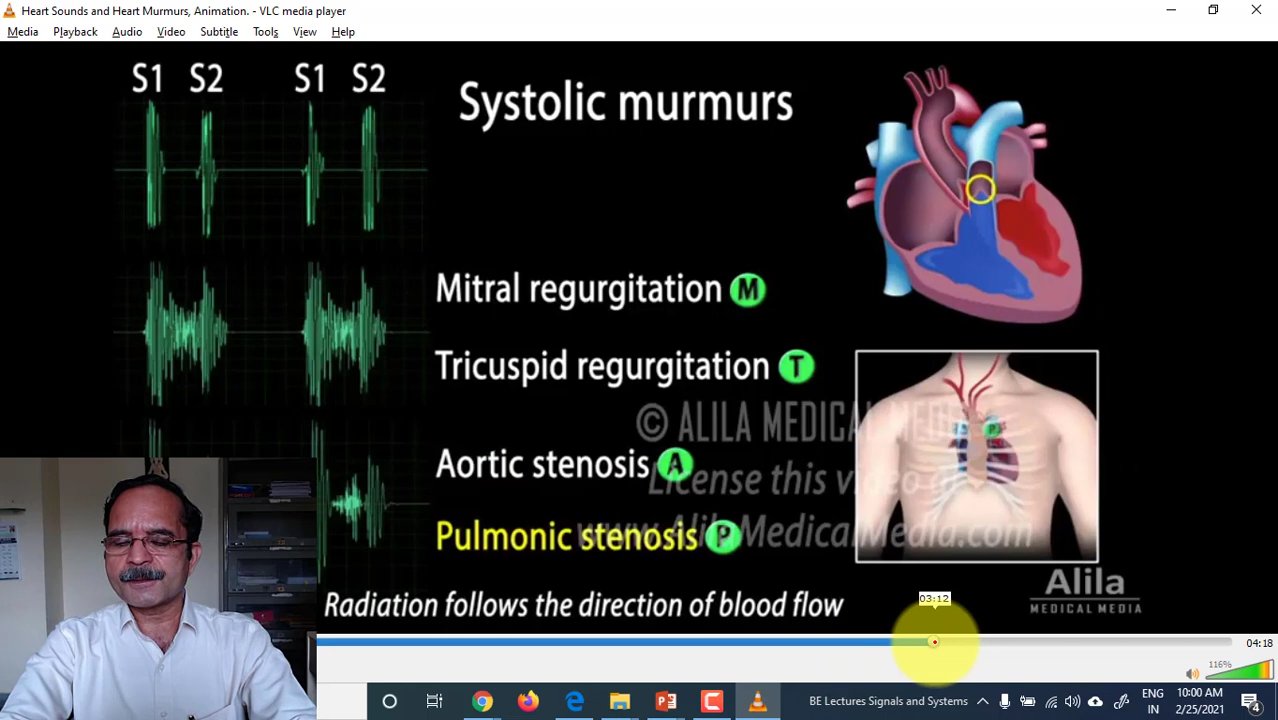 Heart Sounds and Heart Murmurs, Animation. - VLC media player
Media Playback Audio Video Subtitle Tools View Help
S1 S2 S1 S2
Systolic murmurs
Mitral regurgitation M
Tricuspid regurgitation T
© ALILA MEDICAL MEDIA
Aortic stenosis A
License this video
Pulmonic stenosis P
www.AlilaMedicalMedia.com
P
Alila
MEDICAL MEDIA
Radiation follows the direction of blood flow
03:12
04:18
116%
BE Lectures Signals and Systems
ENG
IN
10:00 AM
2/25/2021
4